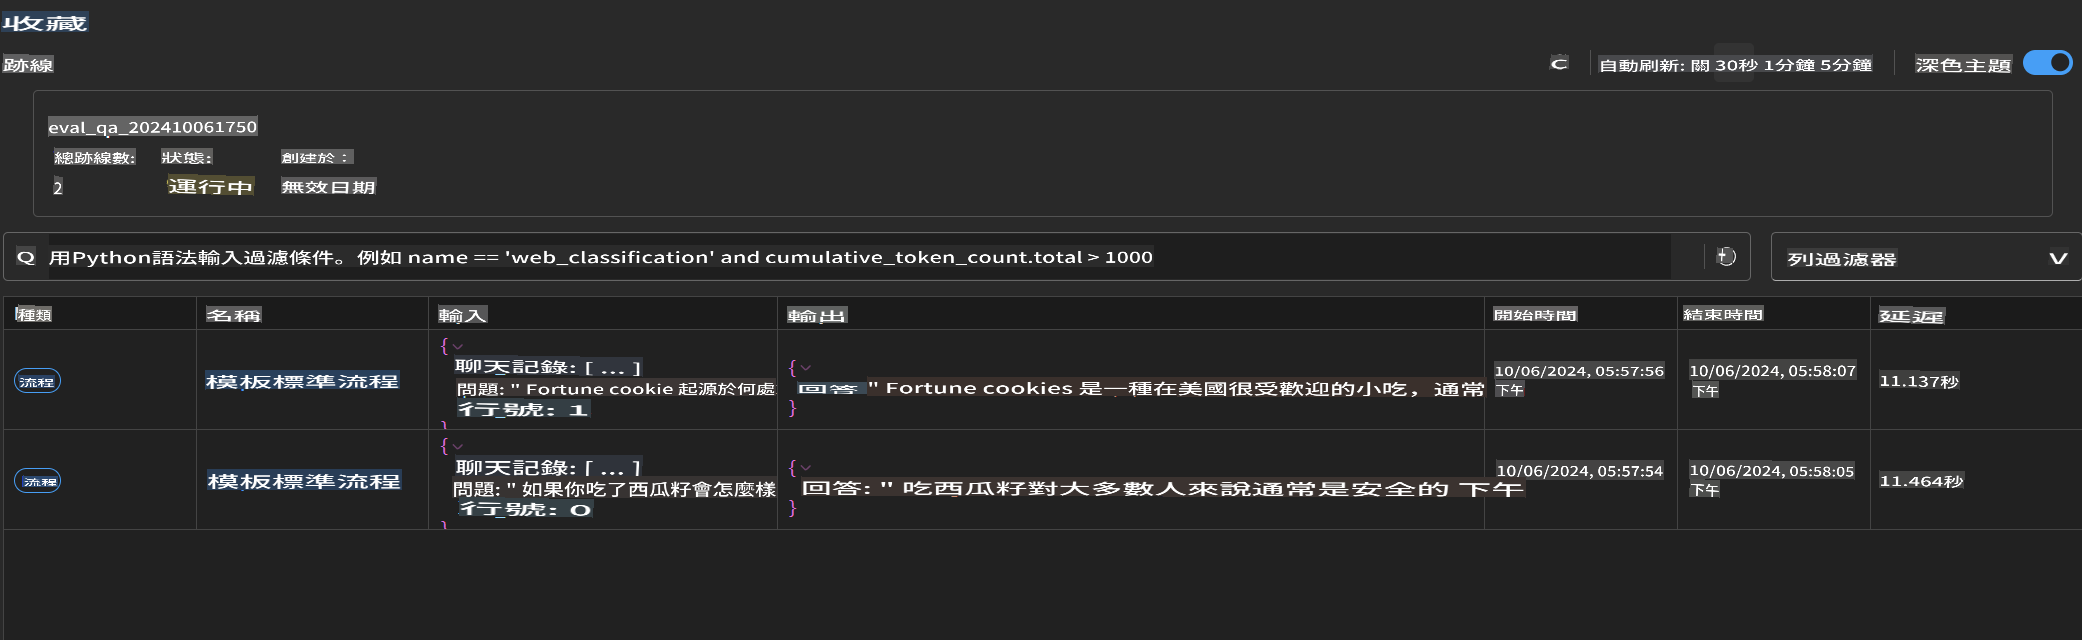 收藏
跡線
C 自動刷新: 關 30秒 1分鐘 5分鐘 深色主題
eval_qa_202410061750
總跡線數: 狀態: 創建於：
2 運行中 無效日期
Q 用Python語法輸入過濾條件。例如 name == 'web_classification' and cumulative_token_count.total > 1000
列過濾器
種類 名稱 輸入 輸出 開始時間 結束時間 延遲
流程 模板標準流程
{
聊天記錄: [ ... ]
問題: " Fortune cookie 起源於何處
行號: 1
}
{
回答 " Fortune cookies 是一種在美國很受歡迎的小吃，通常
}
10/06/2024, 05:57:56
下午
10/06/2024, 05:58:07
下午
11.137秒
流程 模板標準流程
{
聊天記錄: [ ... ]
問題: " 如果你吃了西瓜籽會怎麼樣
行號: 0
}
{
回答: " 吃西瓜籽對大多數人來說通常是安全的 下午
}
10/06/2024, 05:57:54
10/06/2024, 05:58:05
下午
11.464秒